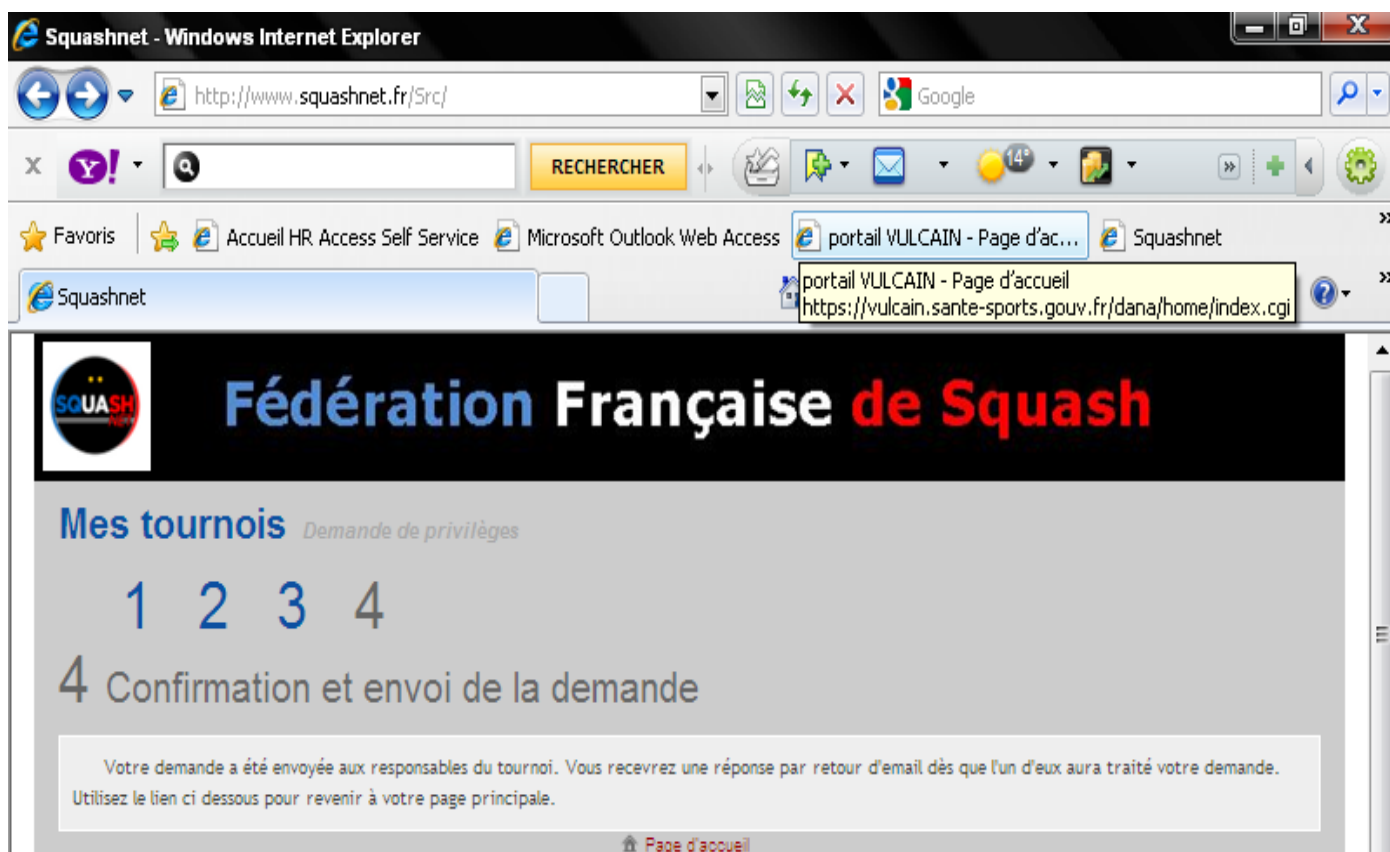 Squashnet - Windows Internet Explorer
http://www.squashnet.fr/Src/
Google
X Y! RECHERCHER 14°
Favoris Accueil HR Access Self Service Microsoft Outlook Web Access portail VULCAIN - Page d'ac... Squashnet
Squashnet
portail VULCAIN - Page d'accueil
https://vulcain.sante-sports.gouv.fr/dana/home/index.cgi
SQUASH
NET
Fédération Française de Squash
Mes tournois Demande de privilèges
1 2 3 4
4 Confirmation et envoi de la demande
Votre demande a été envoyée aux responsables du tournoi. Vous recevrez une réponse par retour d'email dès que l'un d'eux aura traité votre demande.
Utilisez le lien ci dessous pour revenir à votre page principale.
Page d'accueil